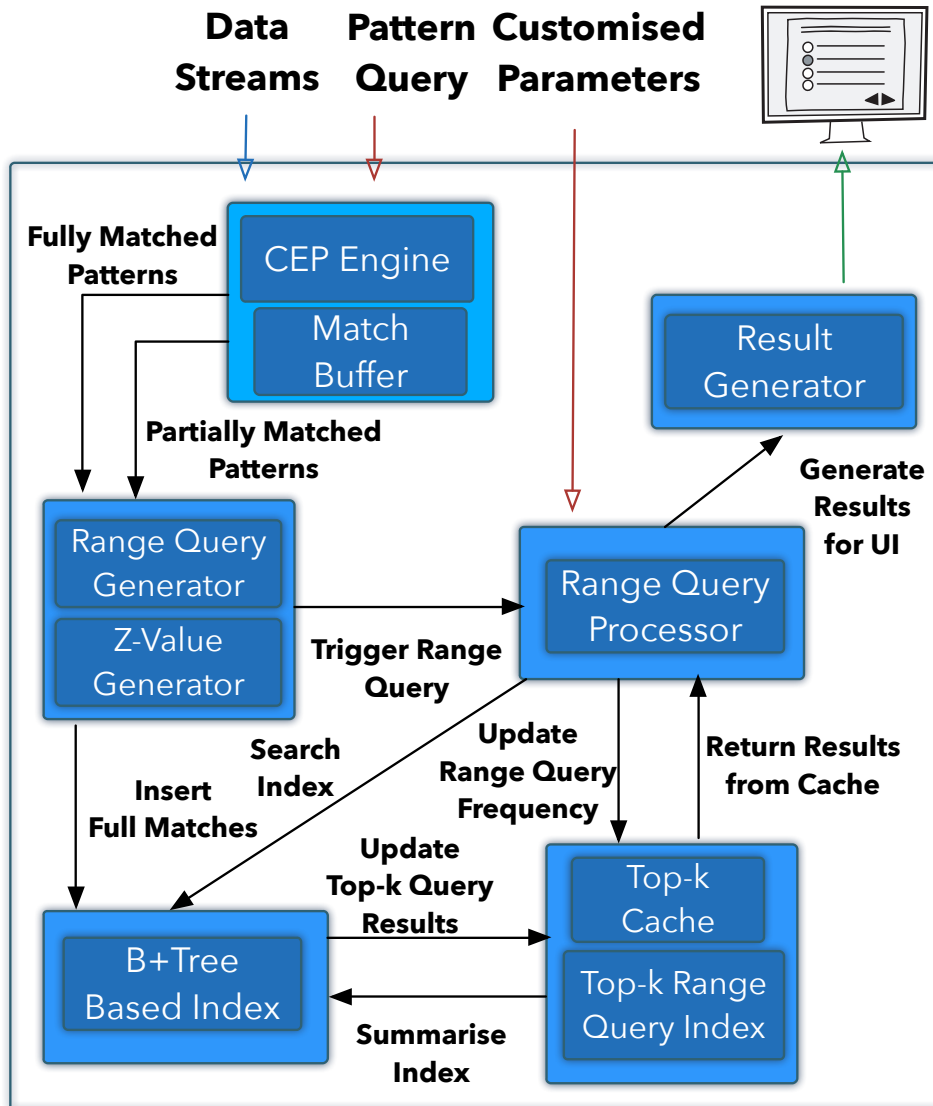 Data
Streams
Pattern
Query
Customised
Parameters
Fully Matched
Patterns
CEP Engine
Match
Buffer
Result
Generator
Partially Matched
Patterns
Generate
Results
for UI
Range Query
Generator
Z-Value
Generator
Range Query
Processor
Trigger Range
Query
Search
Index
Update
Range Query
Frequency
Return Results
from Cache
Insert
Full Matches
Update
Top-k Query
Results
Top-k
Cache
B+Tree
Based Index
Top-k Range
Query Index
Summarise
Index